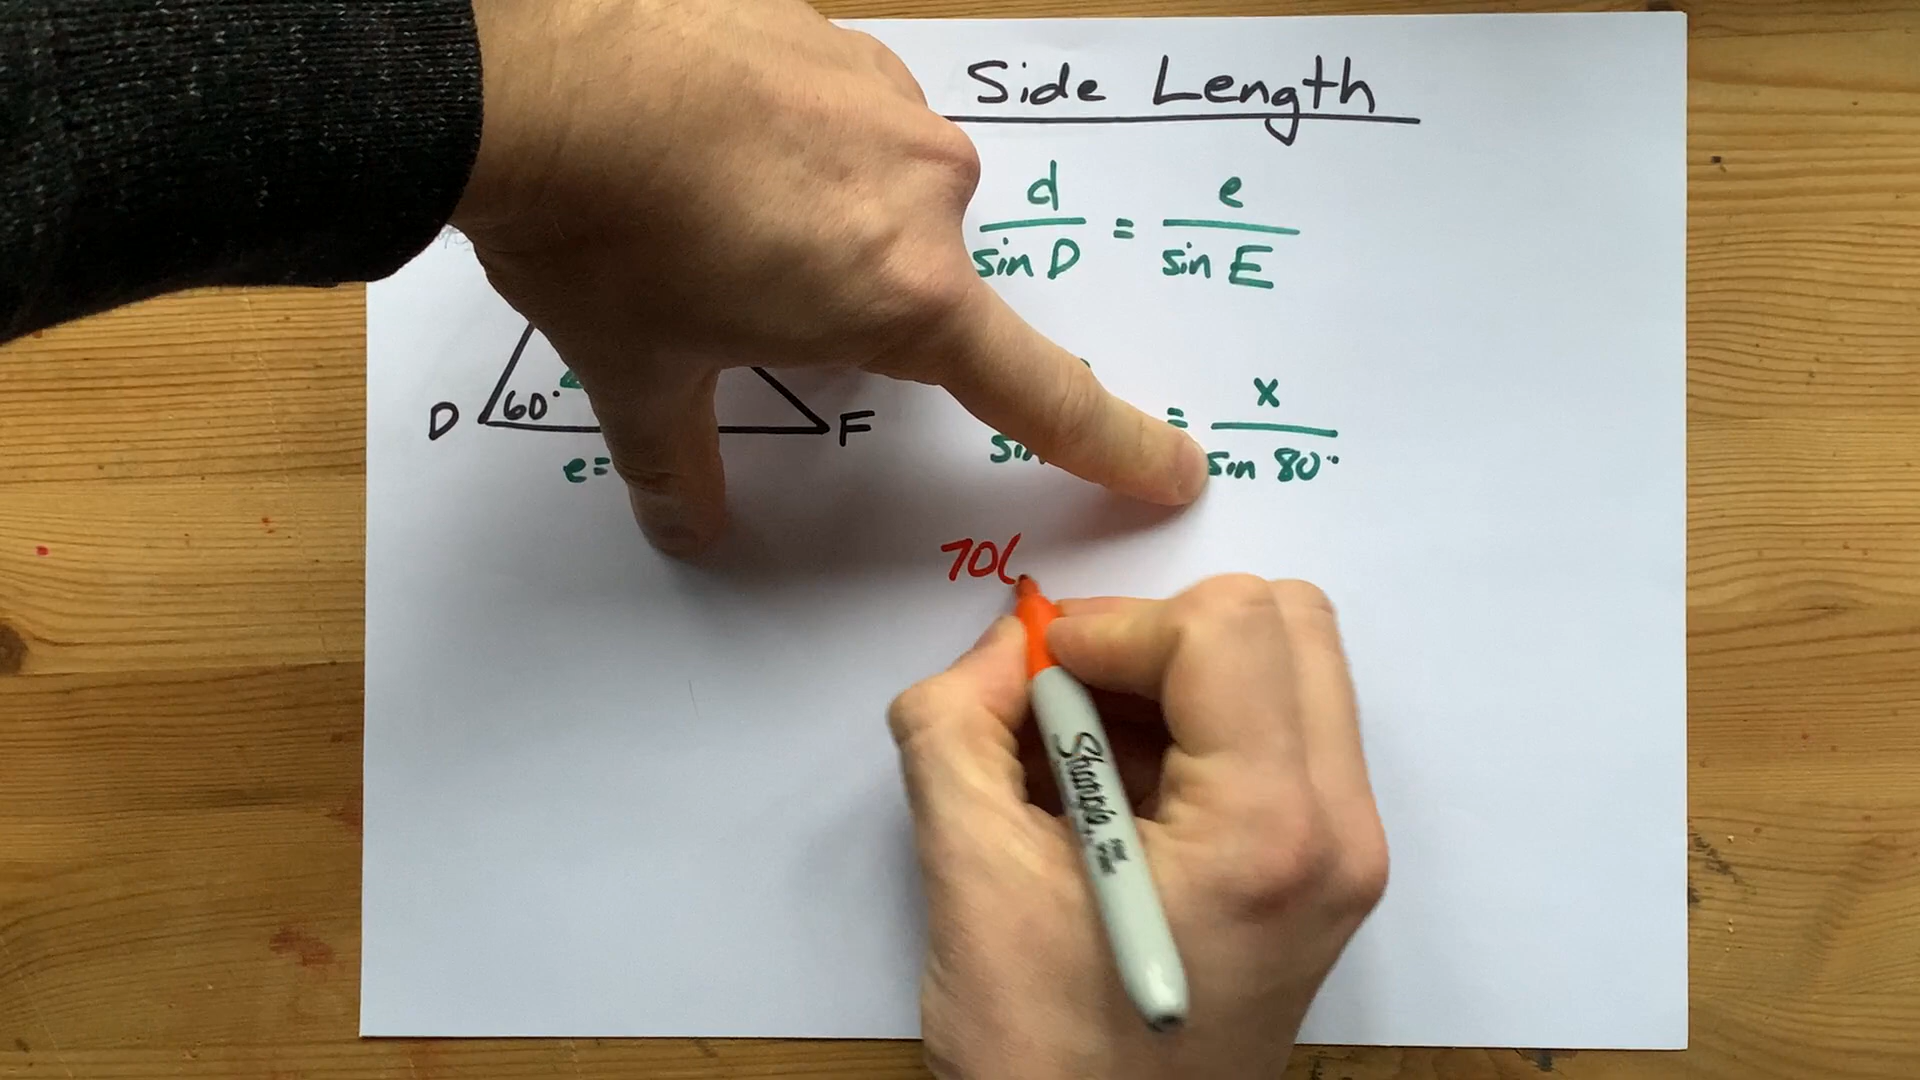 Side Length
d/sin D = e/sin E
= x/sin 80°
D 60° F
e=
70(
Sharpie